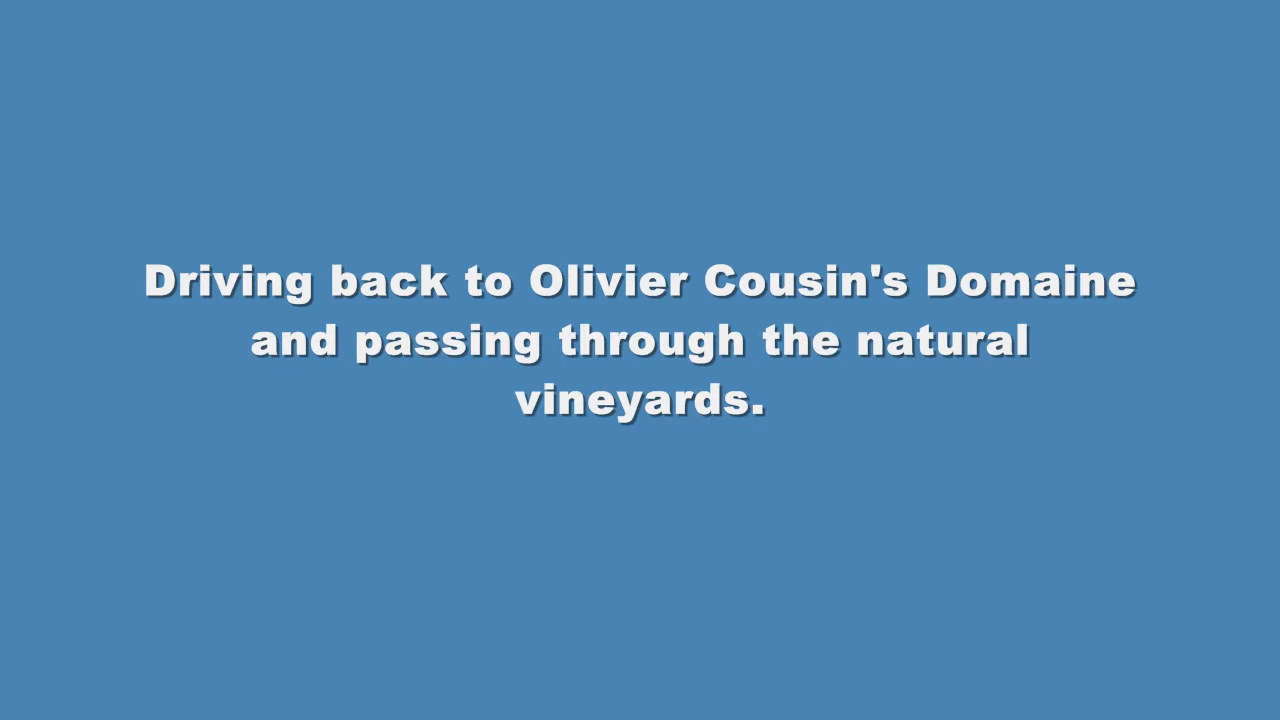 Driving back to Olivier Cousin's Domaine
and passing through the natural
vineyards.